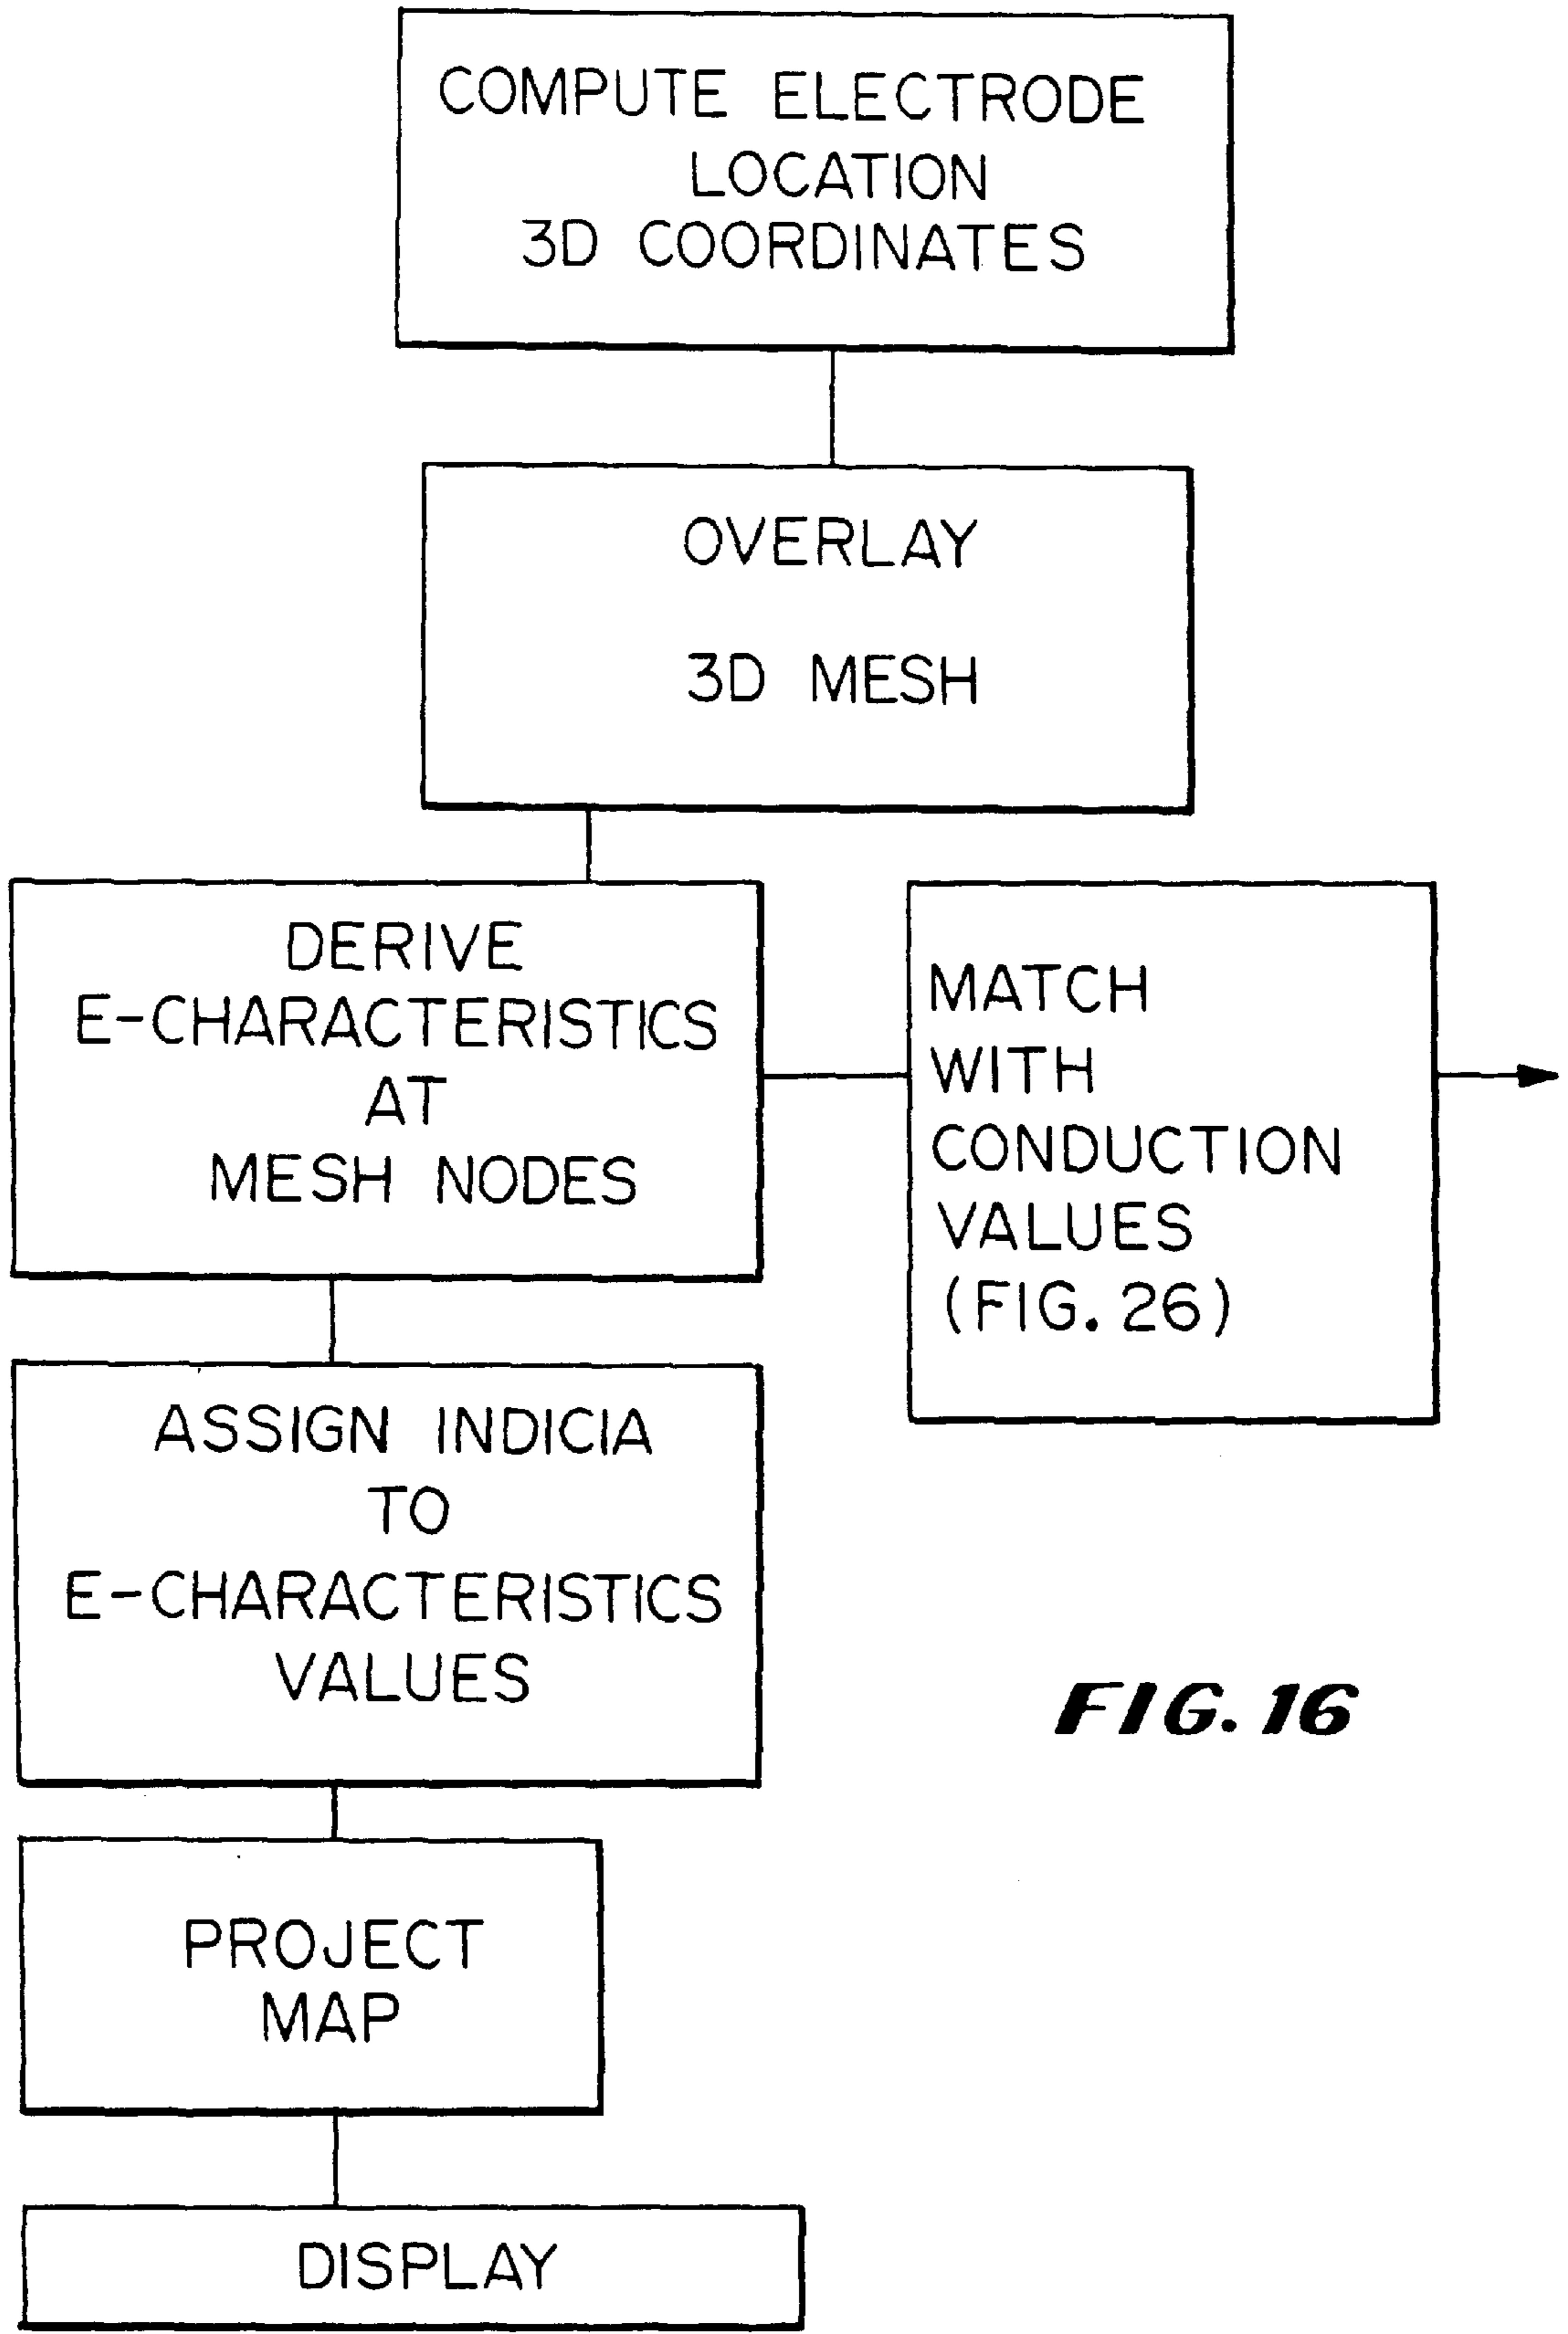 COMPUTE ELECTRODE
LOCATION
3D COORDINATES
OVERLAY
3D MESH
DERIVE
E-CHARACTERISTICS
AT
MESH NODES
MATCH
WITH
CONDUCTION
VALUES
(FIG. 26)
ASSIGN INDICIA
TO
E-CHARACTERISTICS
VALUES
FIG. 16
PROJECT
MAP
DISPLAY